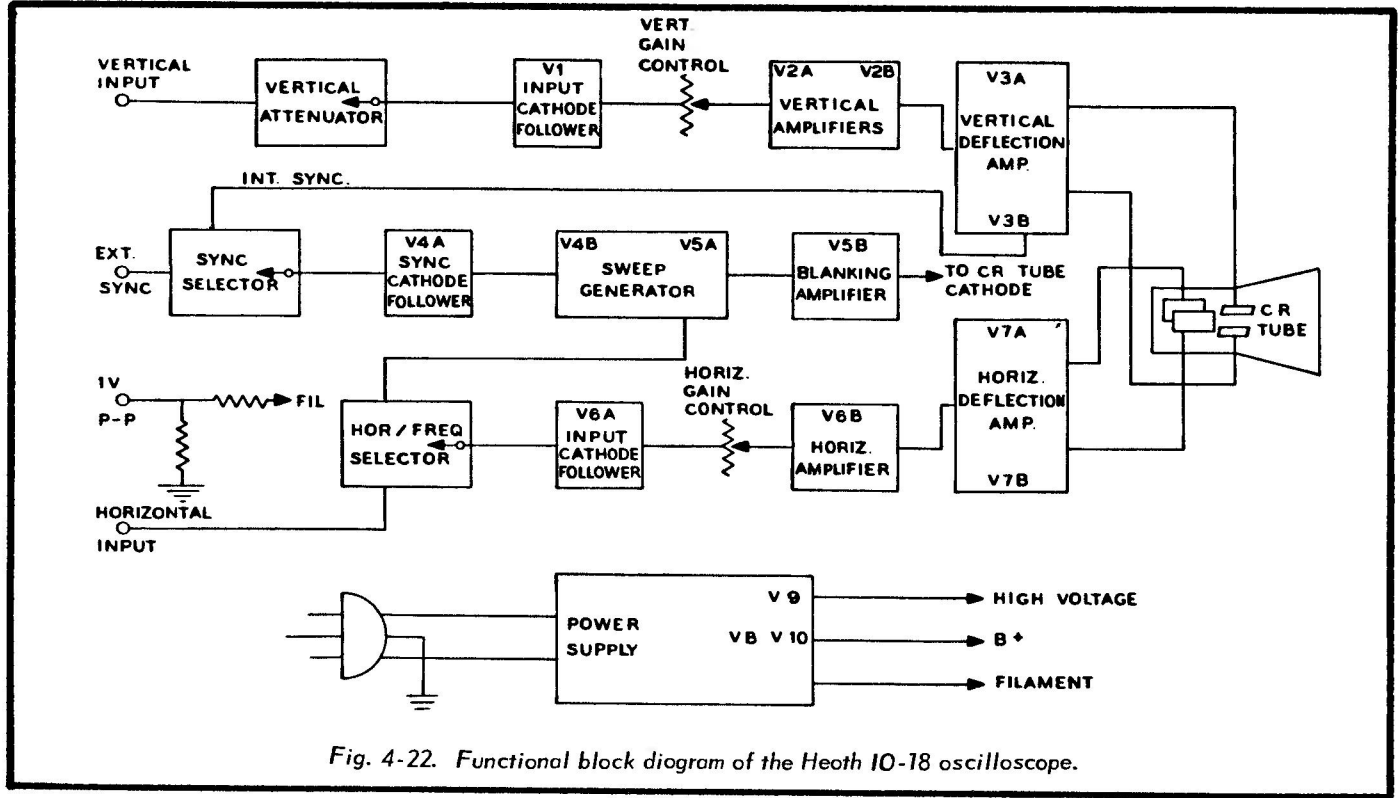 VERT.
GAIN
CONTROL
VERTICAL
INPUT
VERTICAL
ATTENUATOR
V1
INPUT
CATHODE
FOLLOWER
V2A V2B
VERTICAL
AMPLIFIERS
V3A
VERTICAL
DEFLECTION
AMP.
V3B
INT. SYNC.
EXT.
SYNC
SYNC
SELECTOR
V4A
SYNC
CATHODE
FOLLOWER
V4B V5A
SWEEP
GENERATOR
V5B
BLANKING
AMPLIFIER
TO CR TUBE
CATHODE
CR
TUBE
1V
P-P
FIL
HOR/FREQ
SELECTOR
V6A
INPUT
CATHODE
FOLLOWER
HORIZ.
GAIN
CONTROL
V6B
HORIZ.
AMPLIFIER
V7A
HORIZ.
DEFLECTION
AMP.
V7B
HORIZONTAL
INPUT
POWER
SUPPLY
V9
VB V10
HIGH VOLTAGE
B+
FILAMENT
Fig. 4-22. Functional block diogrom of the Heoth IO-18 oscilloscope.